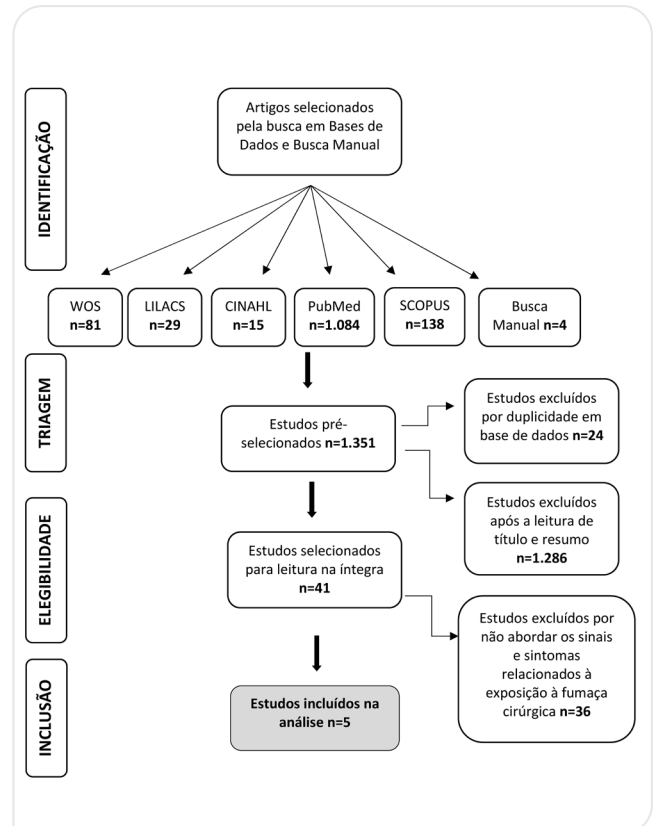 IDENTIFICAÇÃO
Artigos selecionados
pela busca em Bases de
Dados e Busca Manual
WOS
n=81
LILACS
n=29
CINAHL
n=15
PubMed
n=1.084
SCOPUS
n=138
Busca
Manual n=4
TRIAGEM
Estudos pré-
selecionados n=1.351
Estudos excluídos
por duplicidade em
base de dados n=24
Estudos excluídos
após a leitura de
título e resumo
n=1.286
ELEGIBILIDADE
Estudos selecionados
para leitura na íntegra
n=41
Estudos excluídos por
não abordar os sinais
e sintomas
relacionados à
exposição à fumaça
cirúrgica n=36
INCLUSÃO
Estudos incluídos na
análise n=5